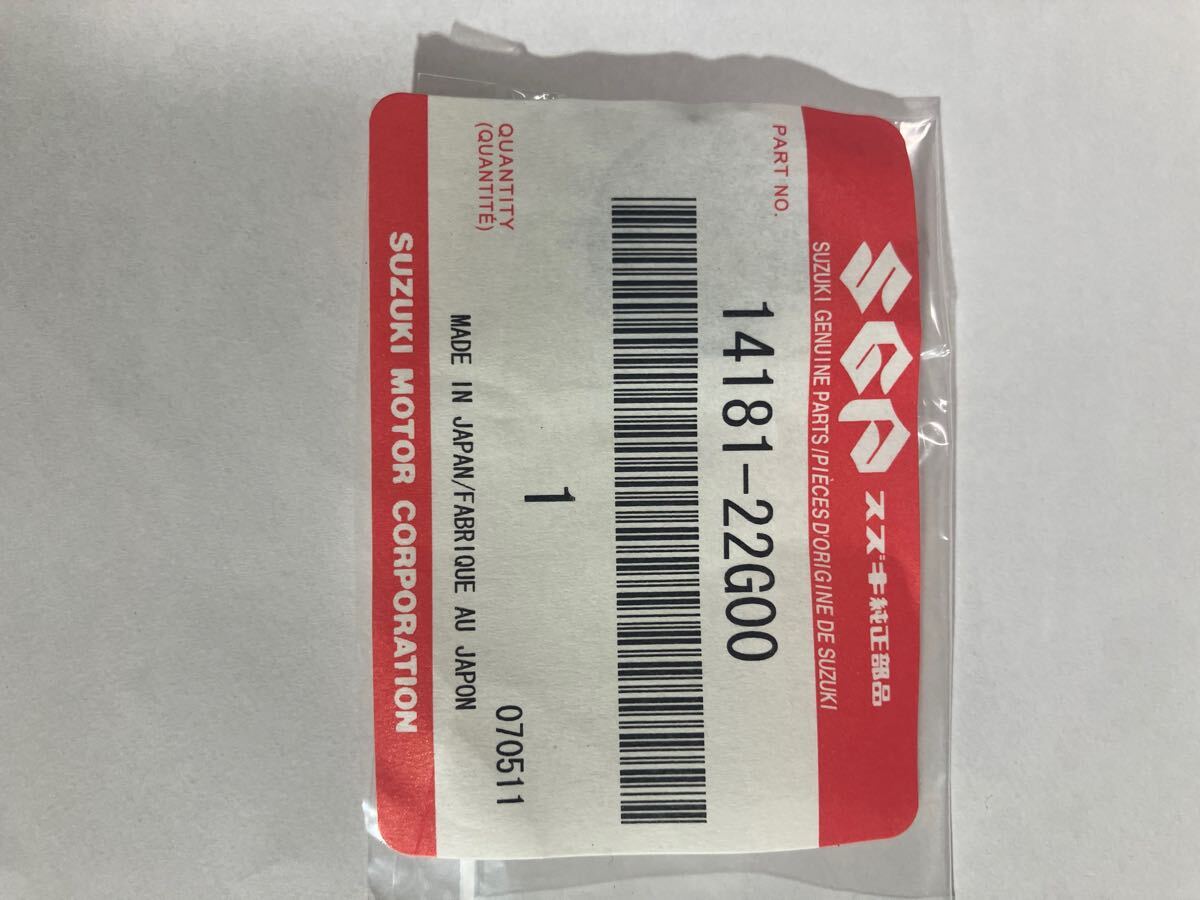 SGP スズキ純正部品
SUZUKI GENUINE PARTS/PIÈCES D'ORIGINE DE SUZUKI
PART NO.
14181-22G00
QUANTITY
(QUANTITÉ)
1
070511
MADE IN JAPAN/FABRIQUE AU JAPON
SUZUKI MOTOR CORPORATION